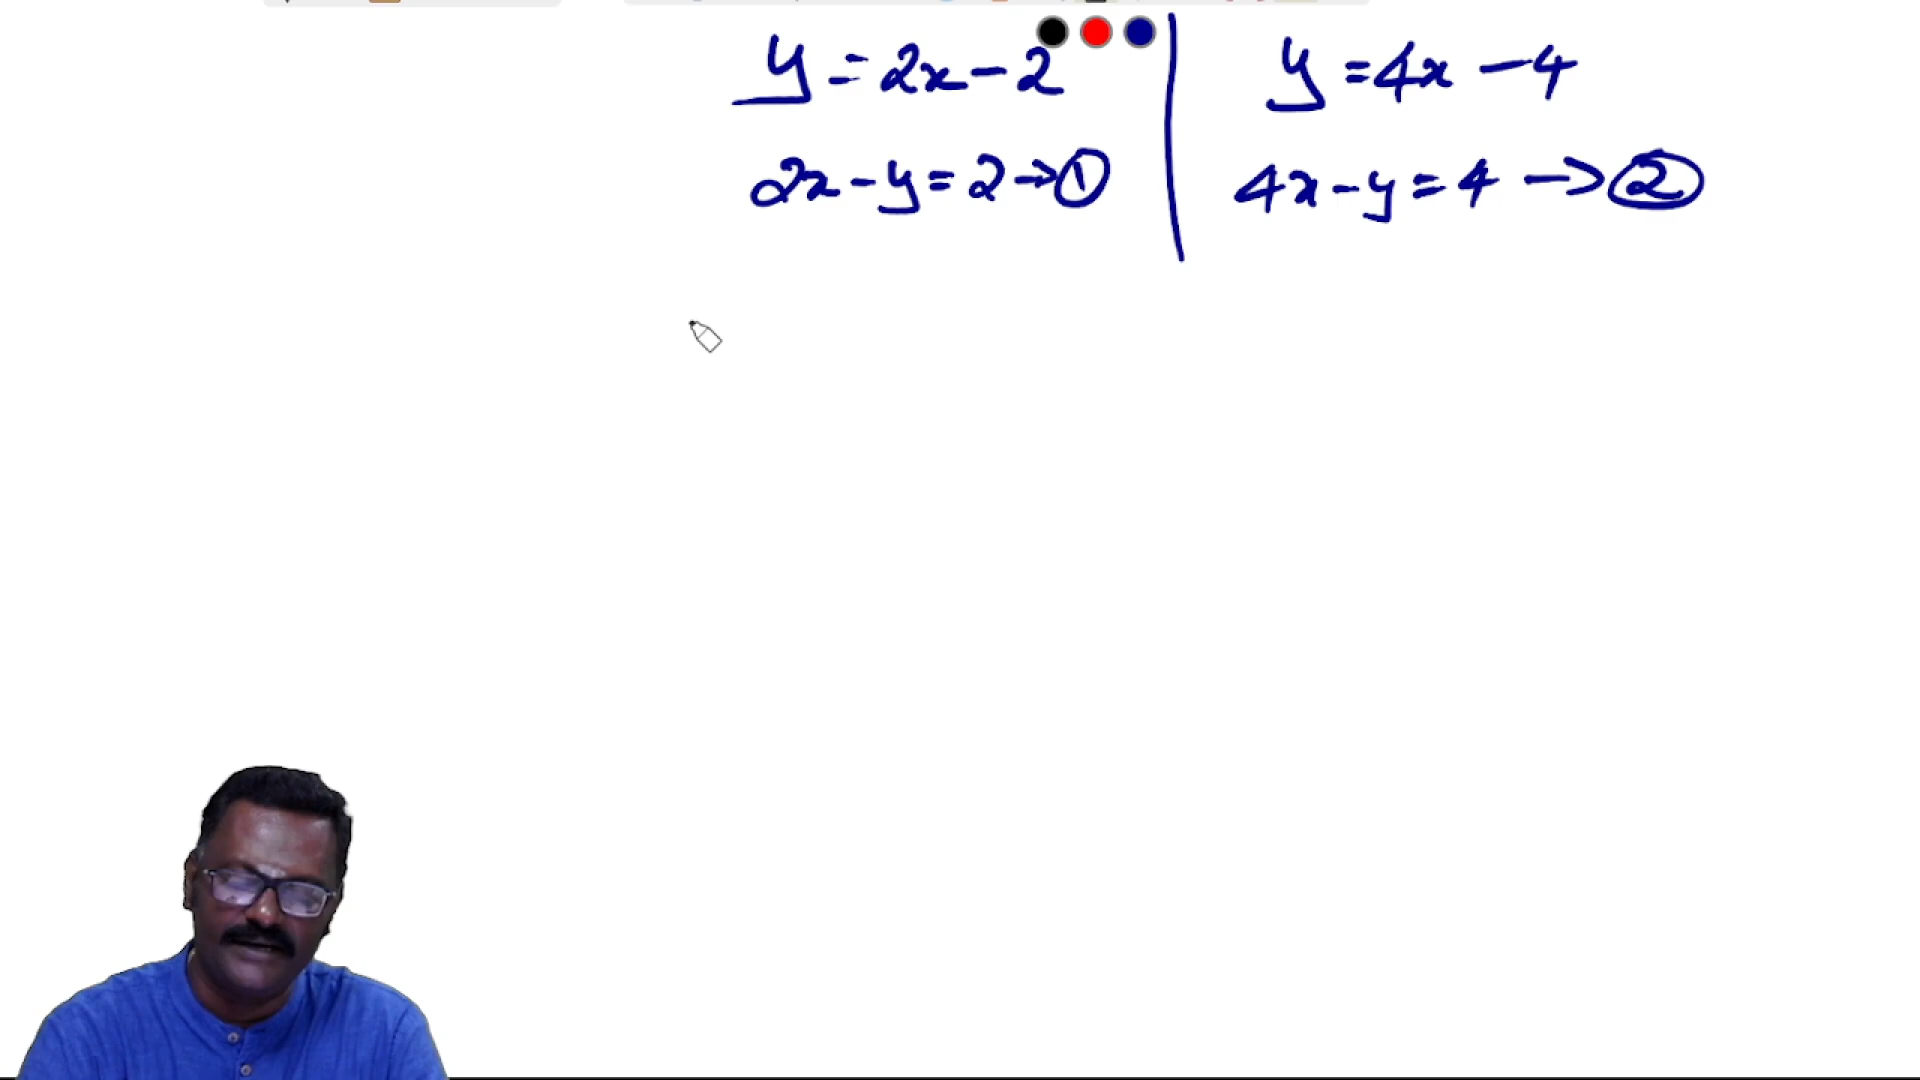 y = 2x - 2
2x - y = 2 → ①
y = 4x - 4
4x - y = 4 → ②